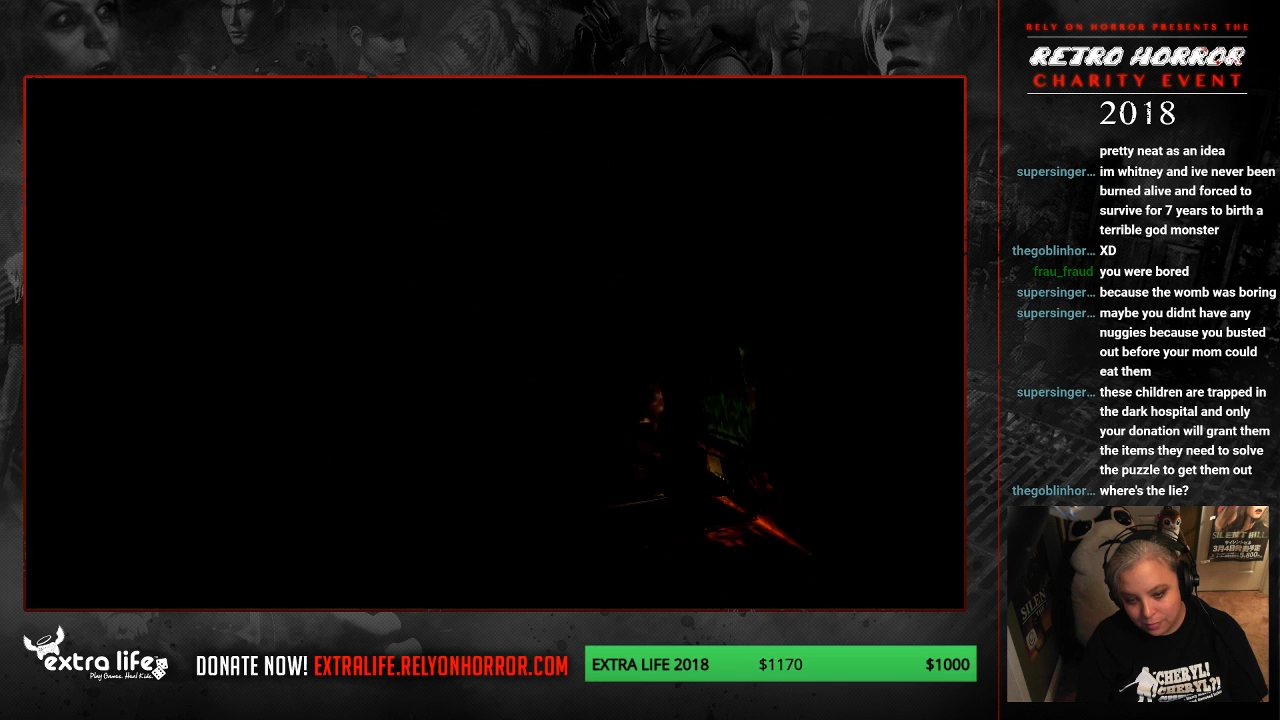 RELY ON HORROR PRESENTS THE
RETRO HORROR
CHARITY EVENT
2018
pretty neat as an idea
supersinger… im whitney and ive never been
burned alive and forced to
survive for 7 years to birth a
terrible god monster
thegoblinhor… XD
frau_fraud you were bored
supersinger… because the womb was boring
supersinger… maybe you didnt have any
nuggies because you busted
out before your mom could
eat them
supersinger… these children are trapped in
the dark hospital and only
your donation will grant them
the items they need to solve
the puzzle to get them out
thegoblinhor… where's the lie?
SILENT HILL
3月4日
SILEN
CHERYL!
CHERYL?!
extra life
Play Games. Heal Kids.
DONATE NOW! EXTRALIFE.RELYONHORROR.COM
EXTRA LIFE 2018 $1170 $1000